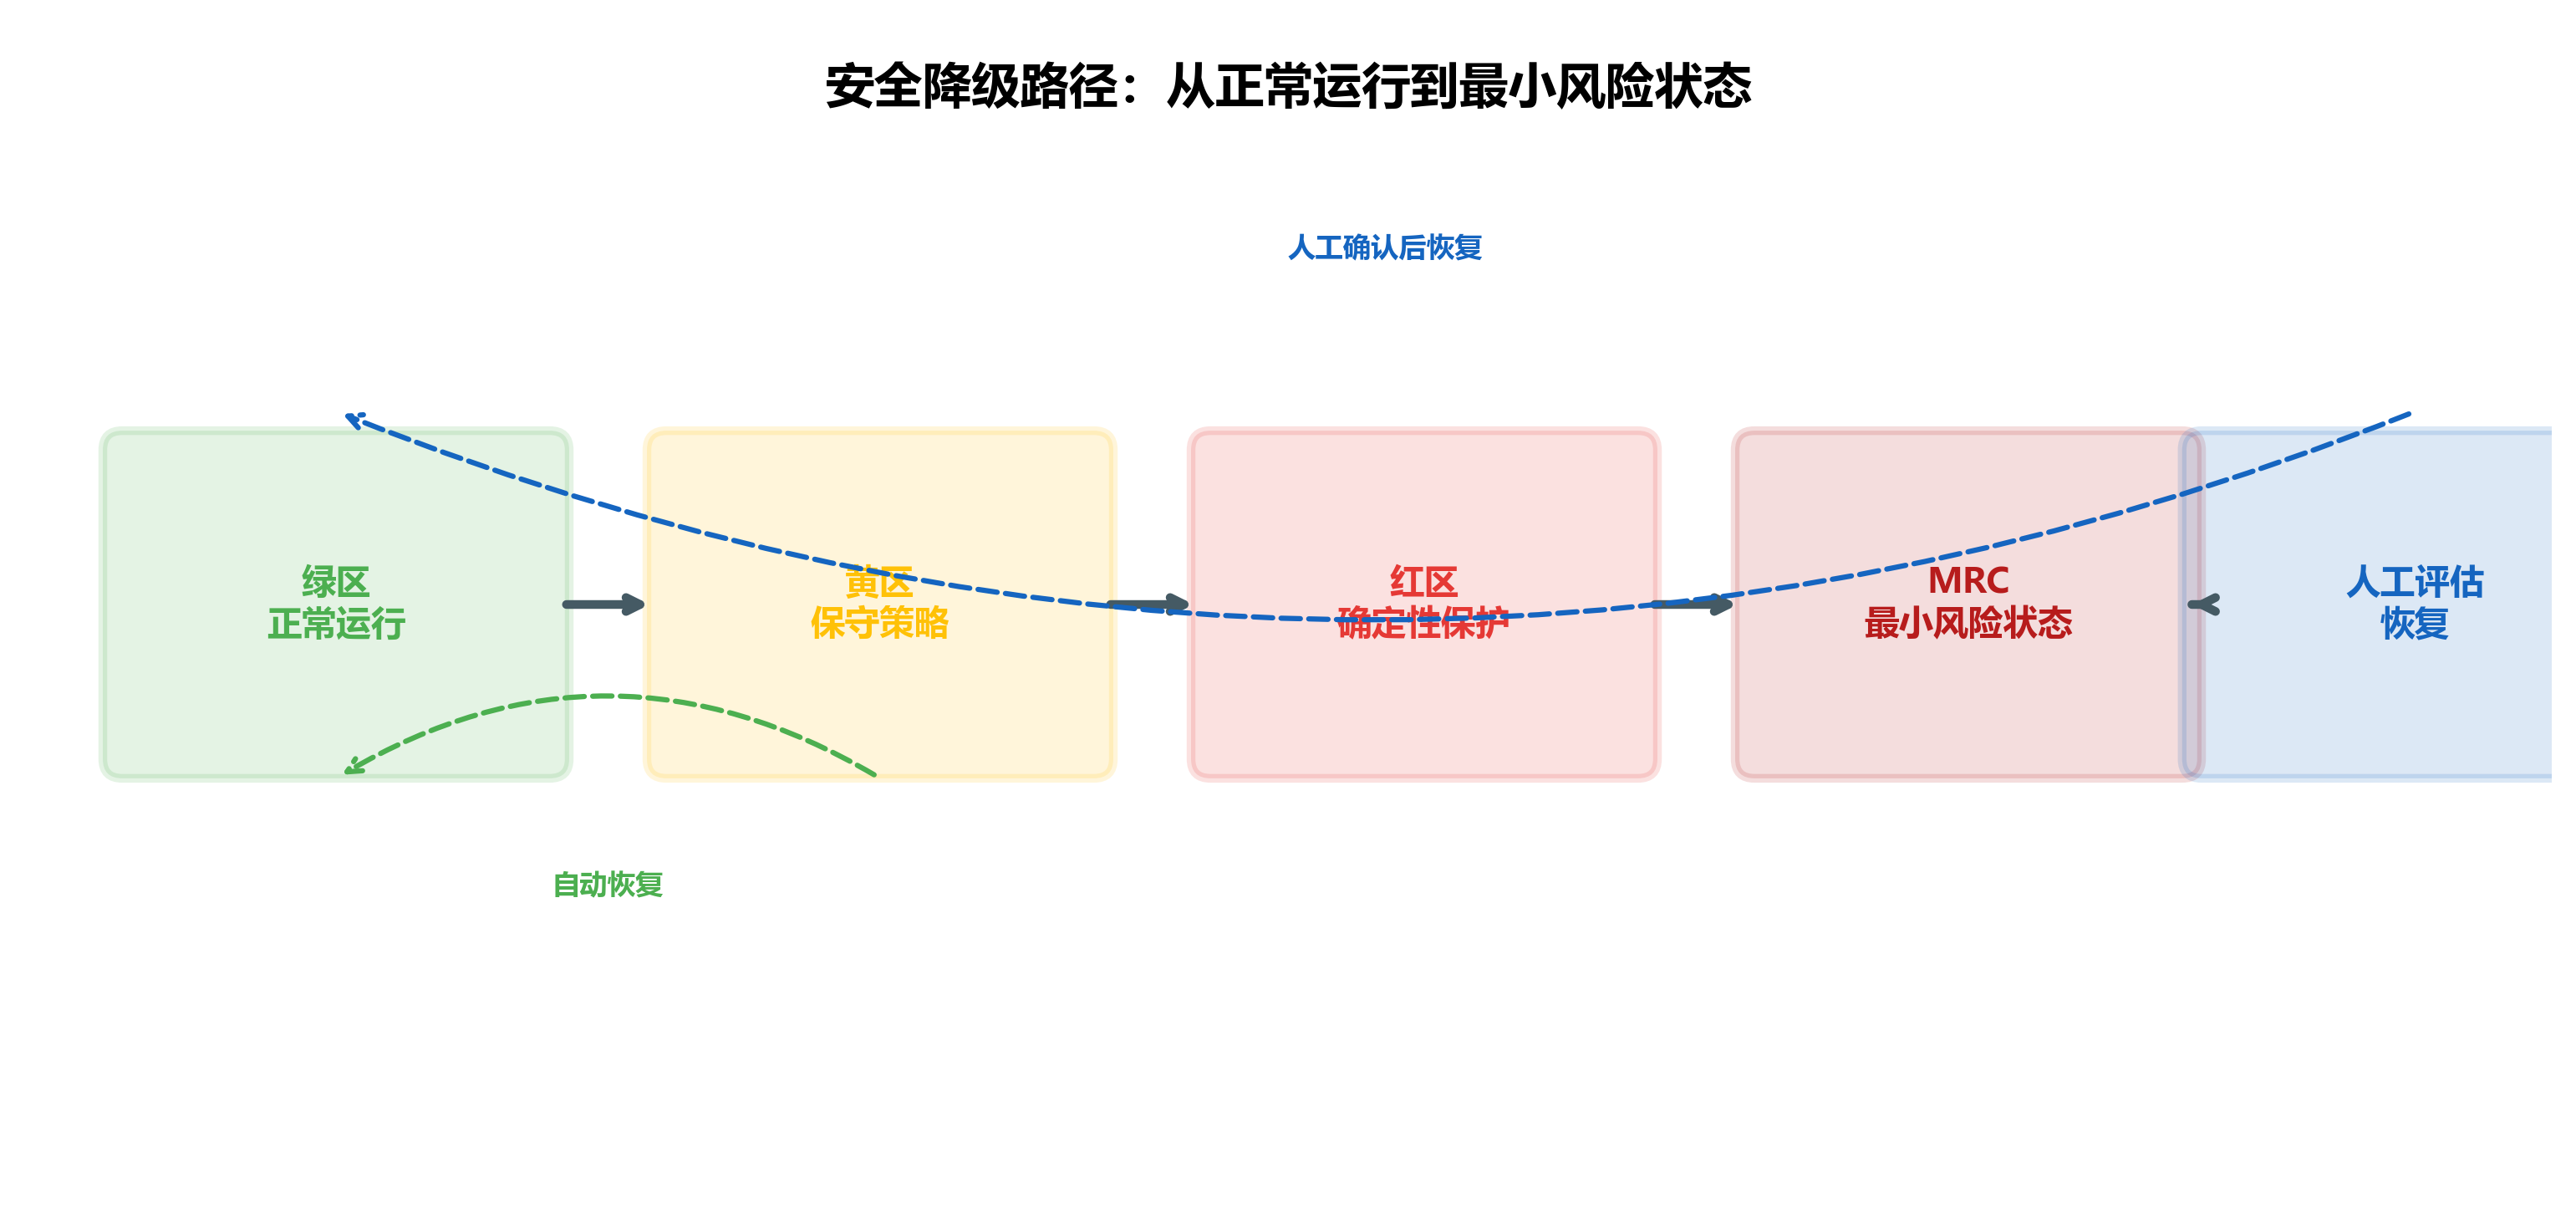 安全降级路径：从正常运行到最小风险状态
人工确认后恢复
绿区
正常运行
黄区
保守策略
红区
确定性保护
MRC
最小风险状态
人工评估
恢复
自动恢复